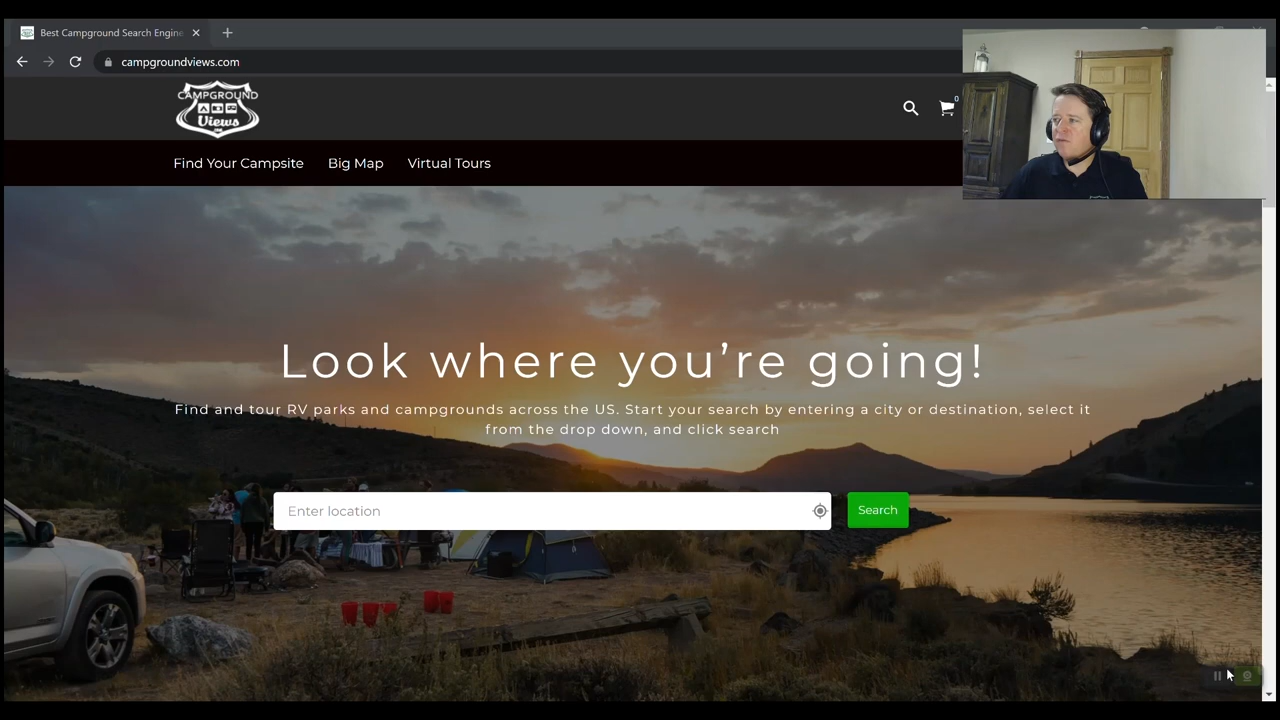 Best Campground Search Engine
campgroundviews.com
CAMPGROUND
Views
0
Find Your Campsite
Big Map
Virtual Tours
Look where you're going!
Find and tour RV parks and campgrounds across the US. Start your search by entering a city or destination, select it
from the drop down, and click search
Enter location
Search